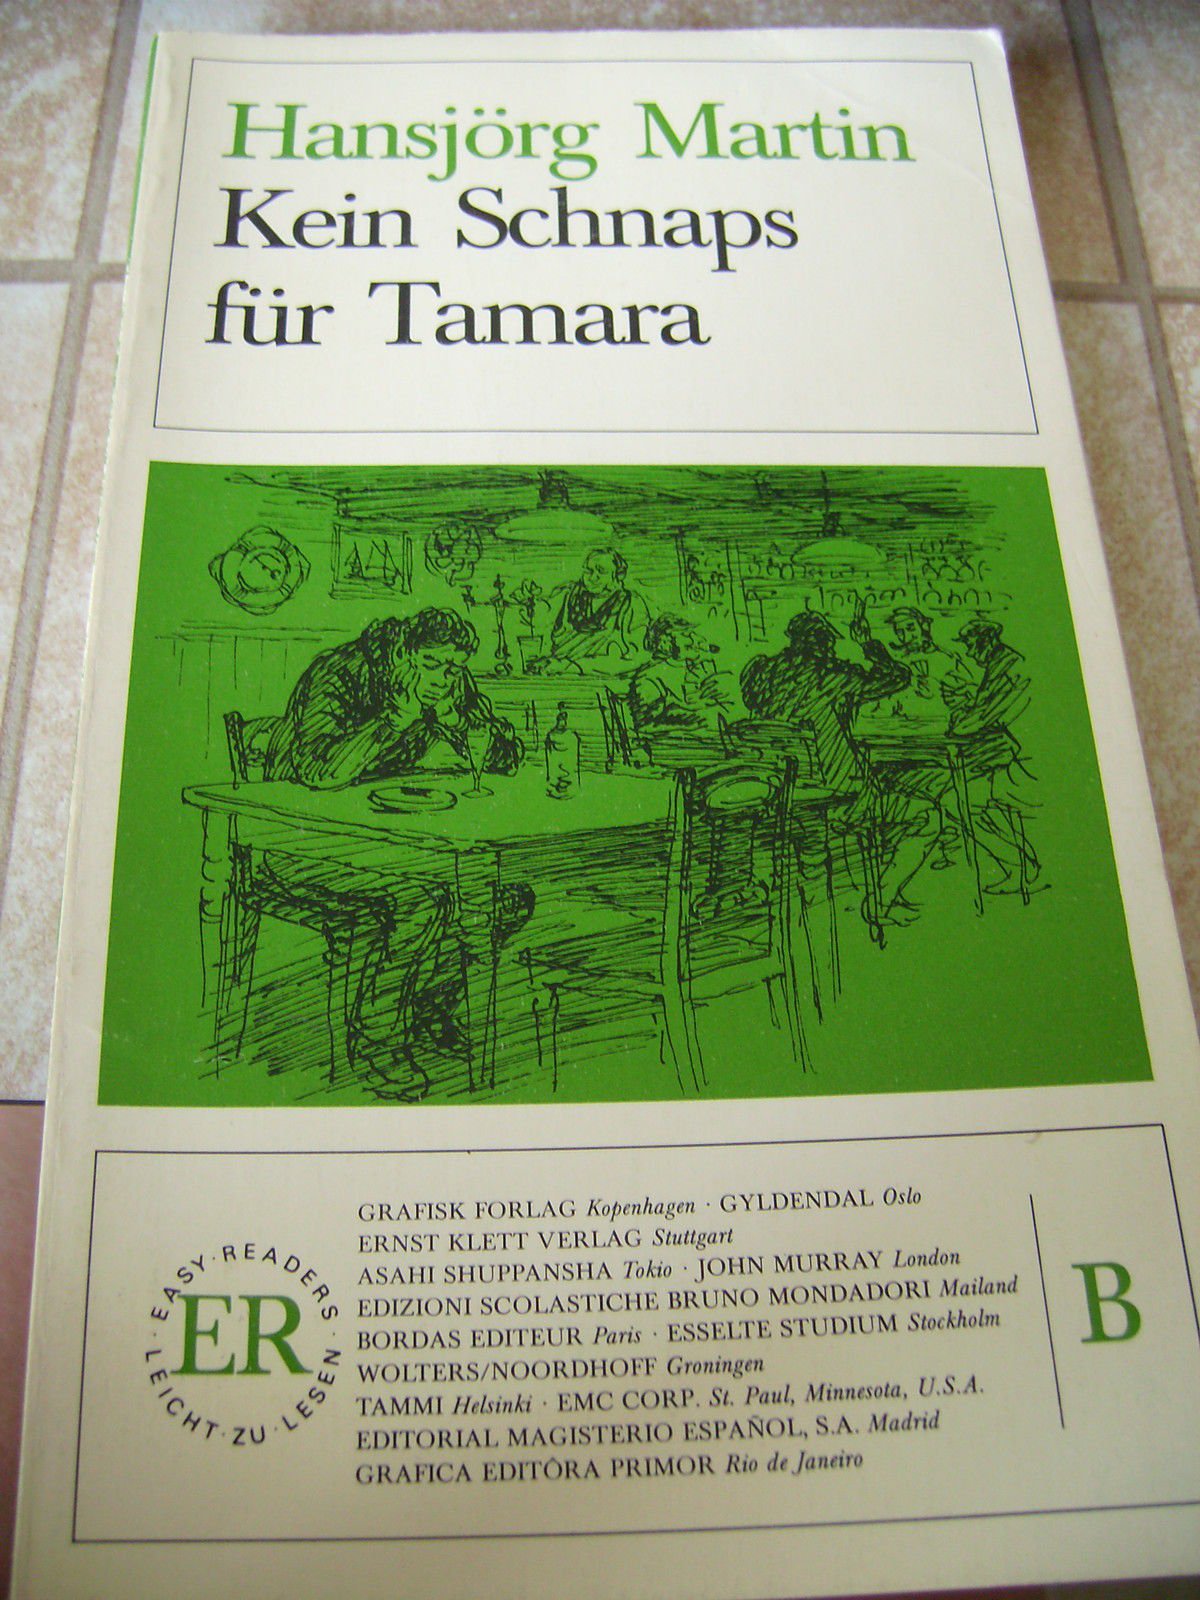 Hansjörg Martin
Kein Schnaps
für Tamara
GRAFISK FORLAG Kopenhagen · GYLDENDAL Oslo
ERNST KLETT VERLAG Stuttgart
ASAHI SHUPPANSHA Tokio · JOHN MURRAY London
EDIZIONI SCOLASTICHE BRUNO MONDADORI Mailand
BORDAS EDITEUR Paris · ESSELTE STUDIUM Stockholm
WOLTERS/NOORDHOFF Groningen
TAMMI Helsinki · EMC CORP. St. Paul, Minnesota, U.S.A.
EDITORIAL MAGISTERIO ESPAÑOL, S.A. Madrid
GRAFICA EDITÔRA PRIMOR Rio de Janeiro
EASY · READERS · LEICHT · ZU · LESEN
ER
B